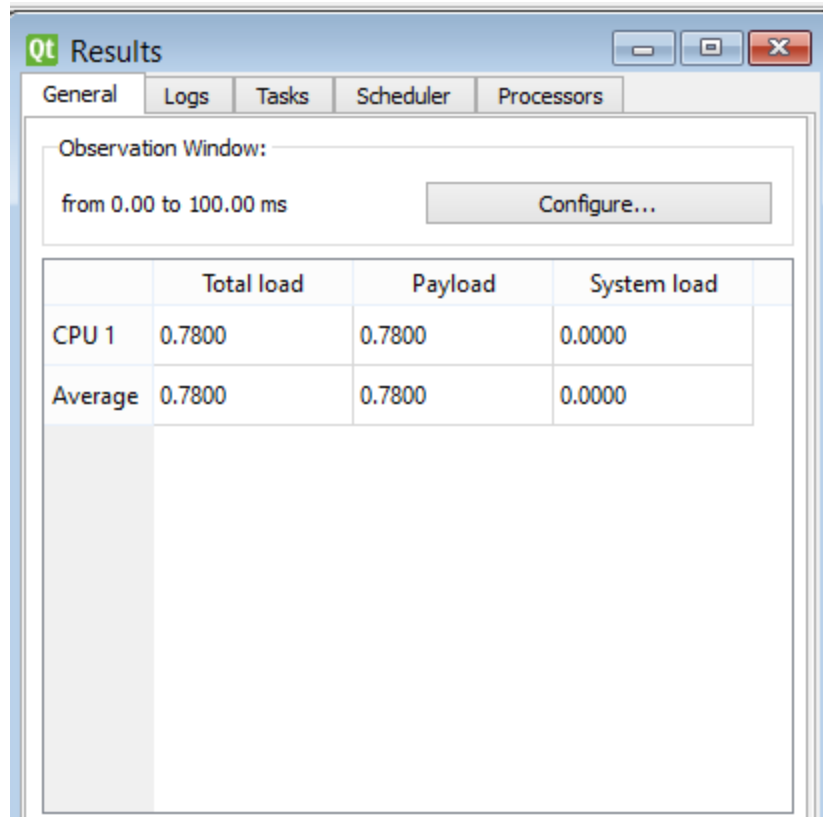 Qt Results
General Logs Tasks Scheduler Processors
Observation Window:
from 0.00 to 100.00 ms Configure...
Total load Payload System load
CPU 1 0.7800 0.7800 0.0000
Average 0.7800 0.7800 0.0000